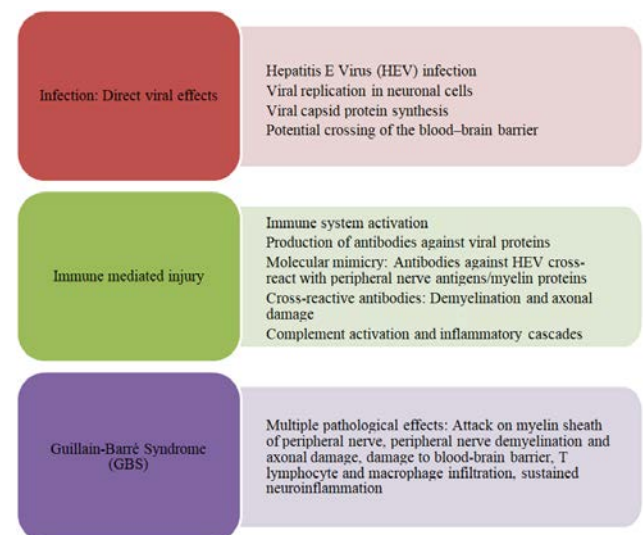 Infection: Direct viral effects
Hepatitis E Virus (HEV) infection
Viral replication in neuronal cells
Viral capsid protein synthesis
Potential crossing of the blood–brain barrier
Immune mediated injury
Immune system activation
Production of antibodies against viral proteins
Molecular mimicry: Antibodies against HEV cross-
react with peripheral nerve antigens/myelin proteins
Cross-reactive antibodies: Demyelination and axonal
damage
Complement activation and inflammatory cascades
Guillain-Barré Syndrome
(GBS)
Multiple pathological effects: Attack on myelin sheath
of peripheral nerve, peripheral nerve demyelination and
axonal damage, damage to blood-brain barrier, T
lymphocyte and macrophage infiltration, sustained
neuroinflammation